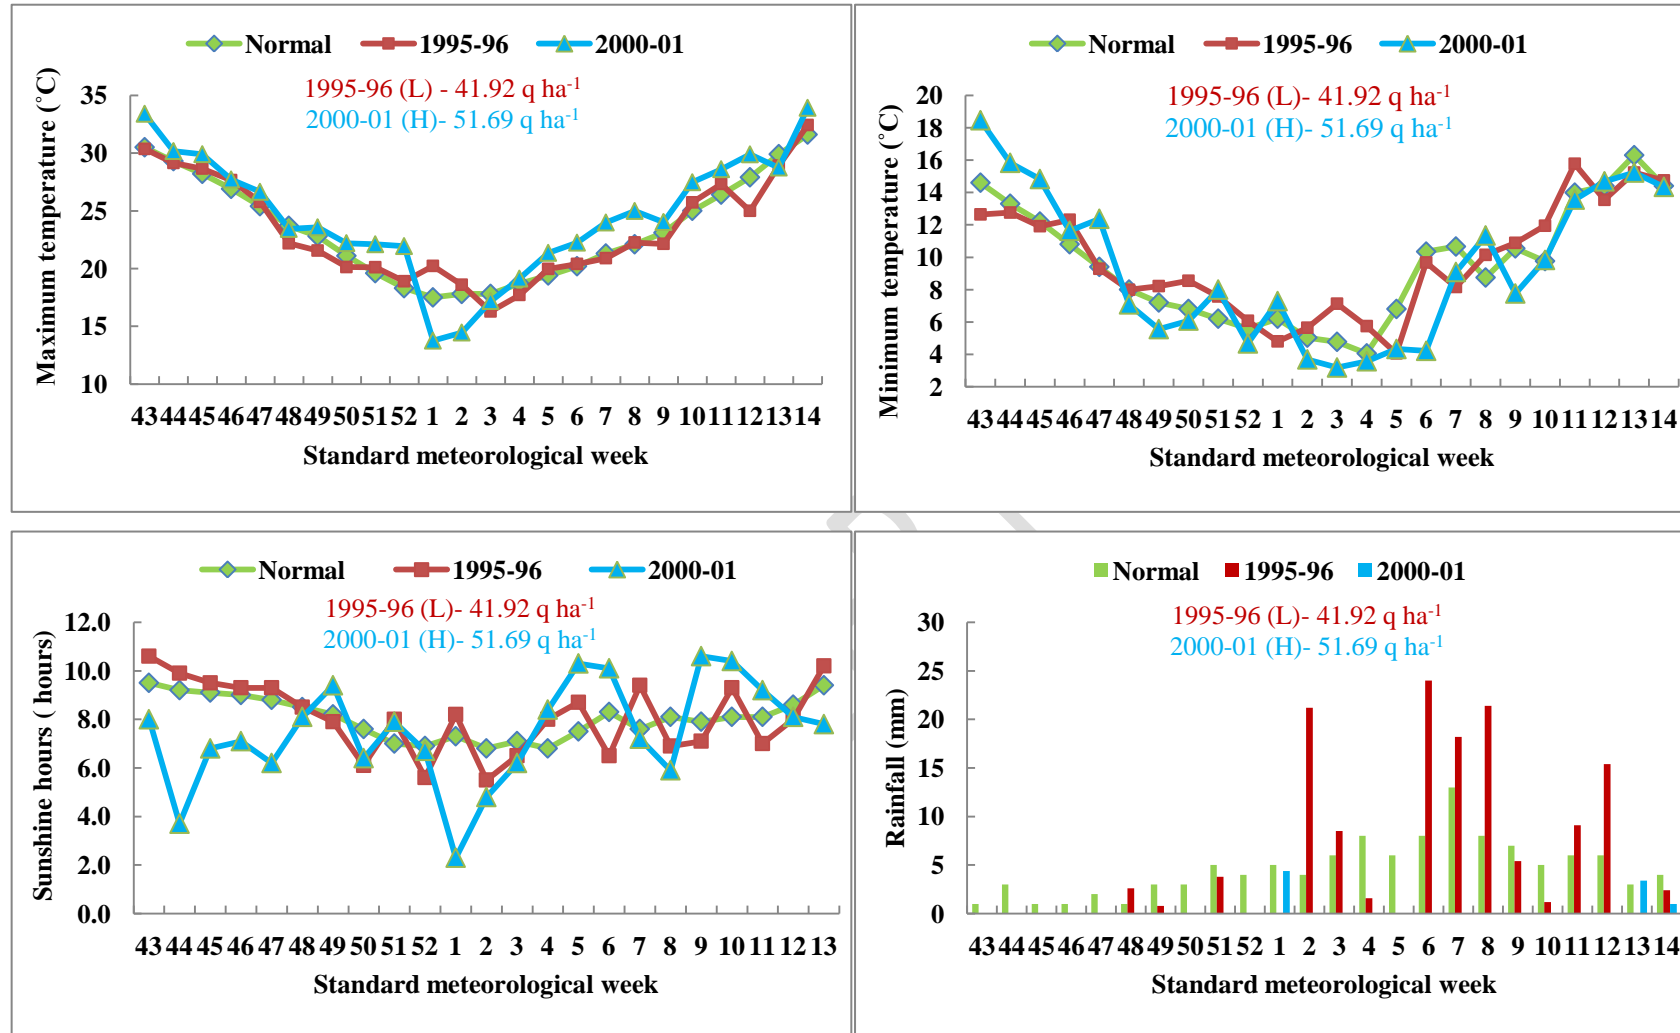 Normal 1995-96 2000-01
1995-96 (L) - 41.92 q ha⁻¹
2000-01 (H)- 51.69 q ha⁻¹
Maximum temperature (˚C)
35
30
25
20
15
10
43 44 45 46 47 48 49 50 51 52 1 2 3 4 5 6 7 8 9 10 11 12 13 14
Standard meteorological week
Normal 1995-96 2000-01
1995-96 (L)- 41.92 q ha⁻¹
2000-01 (H)- 51.69 q ha⁻¹
Minimum temperature (˚C)
20
18
16
14
12
10
8
6
4
2
43 44 45 46 47 48 49 50 51 52 1 2 3 4 5 6 7 8 9 10 11 12 13 14
Standard meteorological week
Normal 1995-96 2000-01
1995-96 (L)- 41.92 q ha⁻¹
2000-01 (H)- 51.69 q ha⁻¹
Sunshine hours ( hours)
12.0
10.0
8.0
6.0
4.0
2.0
0.0
43 44 45 46 47 48 49 50 51 52 1 2 3 4 5 6 7 8 9 10 11 12 13
Standard meteorological week
Normal 1995-96 2000-01
1995-96 (L)- 41.92 q ha⁻¹
2000-01 (H)- 51.69 q ha⁻¹
Rainfall (mm)
30
25
20
15
10
5
0
43 44 45 46 47 48 49 50 51 52 1 2 3 4 5 6 7 8 9 10 11 12 13 14
Standard meteorological week